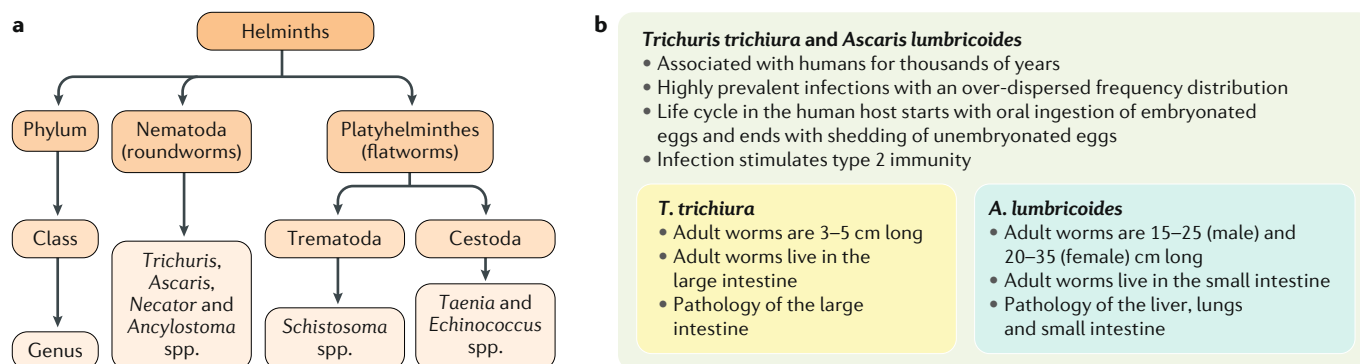 a
Helminths
Phylum
Nematoda
(roundworms)
Platyhelminthes
(flatworms)
Class
Trematoda
Cestoda
Genus
Trichuris,
Ascaris,
Necator and
Ancylostoma
spp.
Schistosoma
spp.
Taenia and
Echinococcus
spp.
b
Trichuris trichiura and Ascaris lumbricoides
• Associated with humans for thousands of years
• Highly prevalent infections with an over-dispersed frequency distribution
• Life cycle in the human host starts with oral ingestion of embryonated
eggs and ends with shedding of unembryonated eggs
• Infection stimulates type 2 immunity
T. trichiura
• Adult worms are 3–5 cm long
• Adult worms live in the
large intestine
• Pathology of the large
intestine
A. lumbricoides
• Adult worms are 15–25 (male) and
20–35 (female) cm long
• Adult worms live in the small intestine
• Pathology of the liver, lungs
and small intestine